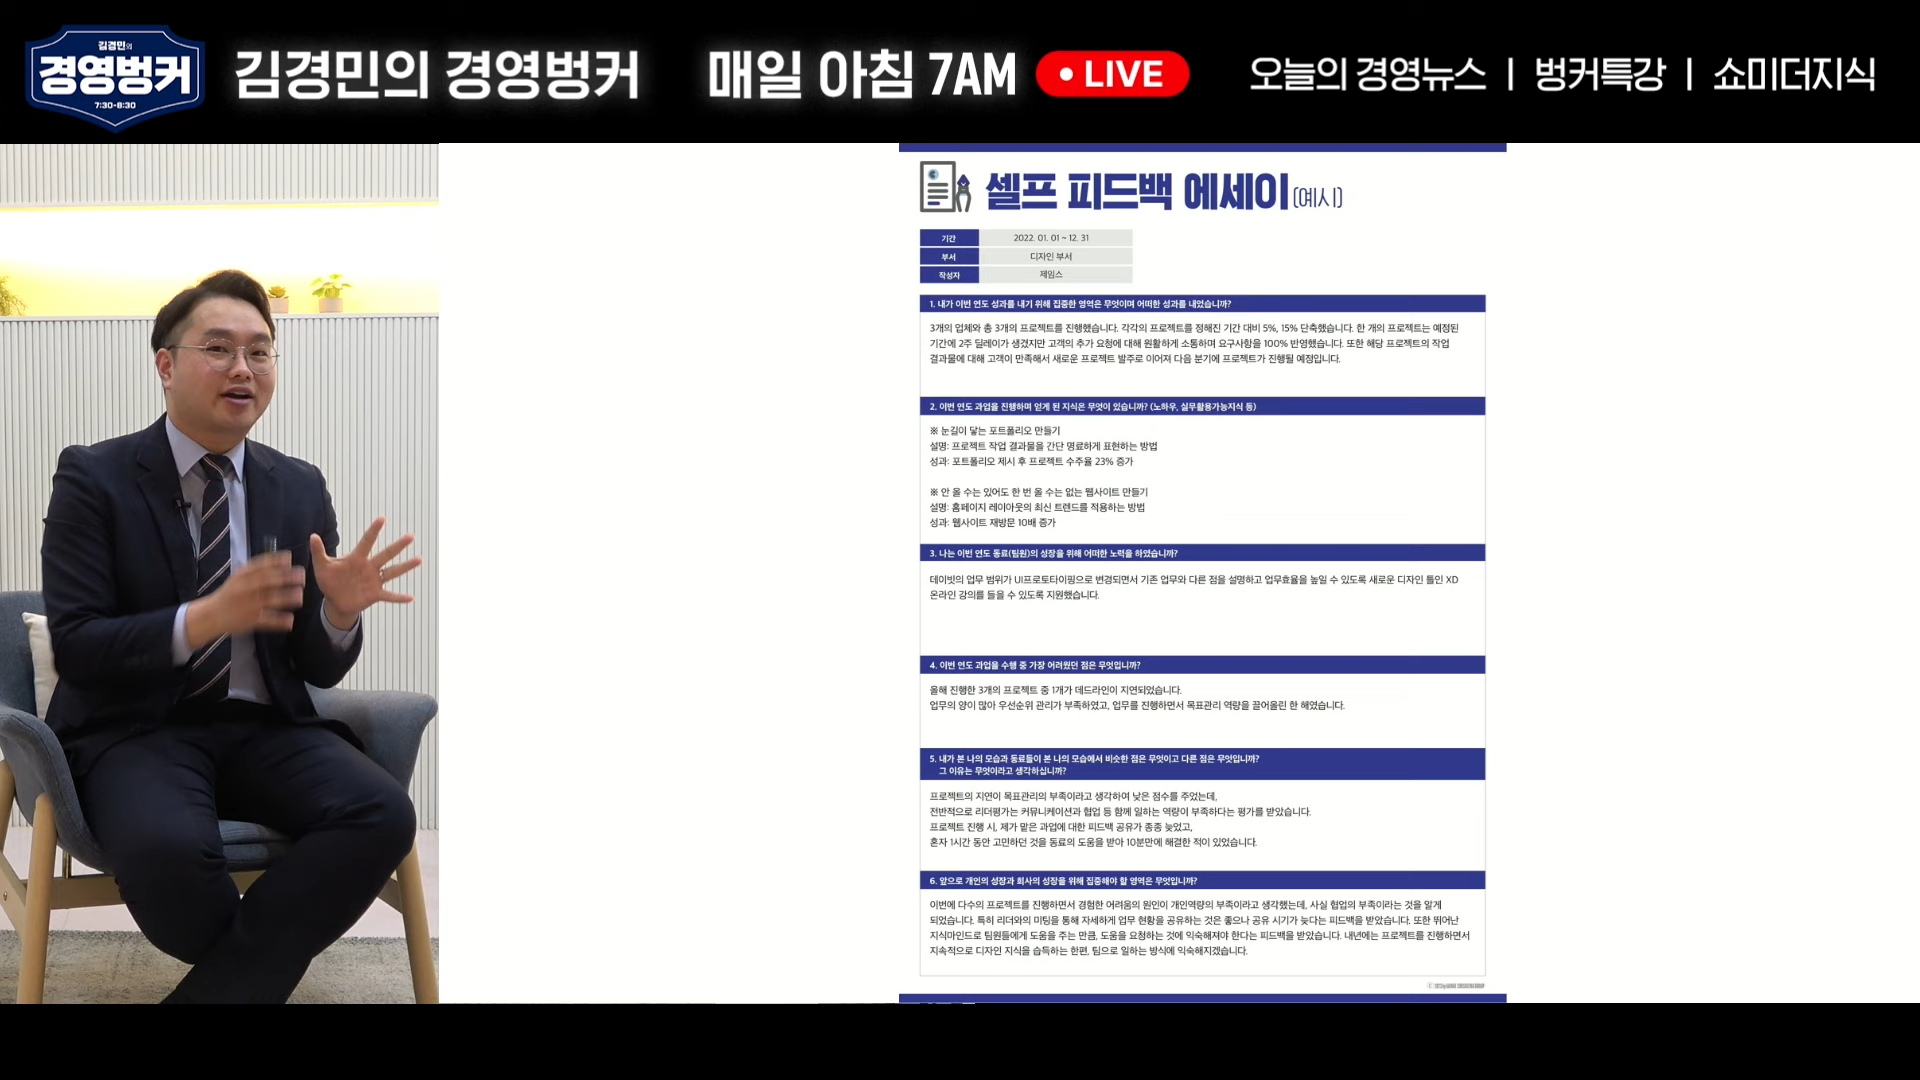 김경민의
경영벙커
7:30-8:30
김경민의 경영벙커 매일 아침 7AM • LIVE 오늘의 경영뉴스 | 벙커특강 | 쇼미더지식
셀프 피드백 에세이(예시)
기간 2022. 01. 01 ~ 12. 31
부서 디자인 부서
작성자 제임스
1. 내가 이번 연도 성과를 내기 위해 집중한 영역은 무엇이며 어떠한 성과를 내었습니까?
3개의 업체와 총 3개의 프로젝트를 진행했습니다. 각각의 프로젝트를 정해진 기간 대비 5%, 15% 단축했습니다. 한 개의 프로젝트는 예정된
기간에 2주 딜레이가 생겼지만 고객의 추가 요청에 대해 원활하게 소통하며 요구사항을 100% 반영했습니다. 또한 해당 프로젝트의 작업
결과물에 대해 고객이 만족해서 새로운 프로젝트 발주로 이어져 다음 분기에 프로젝트가 진행될 예정입니다.
2. 이번 연도 과업을 진행하며 얻게 된 지식은 무엇이 있습니까? (노하우, 실무활용가능지식 등)
※ 눈길이 닿는 포트폴리오 만들기
설명: 프로젝트 작업 결과물을 간단 명료하게 표현하는 방법
성과: 포트폴리오 제시 후 프로젝트 수주율 23% 증가
※ 안 올 수는 있어도 한 번 올 수는 없는 웹사이트 만들기
설명: 홈페이지 레이아웃의 최신 트렌드를 적용하는 방법
성과: 웹사이트 재방문 10배 증가
3. 나는 이번 연도 동료(팀원)의 성장을 위해 어떠한 노력을 하였습니까?
데이빗의 업무 범위가 UI프로토타이핑으로 변경되면서 기존 업무와 다른 점을 설명하고 업무효율을 높일 수 있도록 새로운 디자인 틀인 XD
온라인 강의를 들을 수 있도록 지원했습니다.
4. 이번 연도 과업을 수행 중 가장 어려웠던 점은 무엇입니까?
올해 진행한 3개의 프로젝트 중 1개가 데드라인이 지연되었습니다.
업무의 양이 많아 우선순위 관리가 부족하였고, 업무를 진행하면서 목표관리 역량을 끌어올린 한 해였습니다.
5. 내가 본 나의 모습과 동료들이 본 나의 모습에서 비슷한 점은 무엇이고 다른 점은 무엇입니까?
그 이유는 무엇이라고 생각하십니까?
프로젝트의 지연이 목표관리의 부족이라고 생각하여 낮은 점수를 주었는데,
전반적으로 리더평가는 커뮤니케이션과 협업 등 함께 일하는 역량이 부족하다는 평가를 받았습니다.
프로젝트 진행 시, 제가 맡은 과업에 대한 피드백 공유가 종종 늦었고,
혼자 1시간 동안 고민하던 것을 동료의 도움을 받아 10분만에 해결한 적이 있었습니다.
6. 앞으로 개인의 성장과 회사의 성장을 위해 집중해야 할 영역은 무엇입니까?
이번에 다수의 프로젝트를 진행하면서 경험한 어려움의 원인이 개인역량의 부족이라고 생각했는데, 사실 협업의 부족이라는 것을 알게
되었습니다. 특히 리더와의 미팅을 통해 자세하게 업무 현황을 공유하는 것은 좋으나 공유 시기가 늦다는 피드백을 받았습니다. 또한 뛰어난
지식마인드로 팀원들에게 도움을 주는 만큼, 도움을 요청하는 것에 익숙해져야 한다는 피드백을 받았습니다. 내년에는 프로젝트를 진행하면서
지속적으로 디자인 지식을 습득하는 한편, 팀으로 일하는 방식에 익숙해지겠습니다.